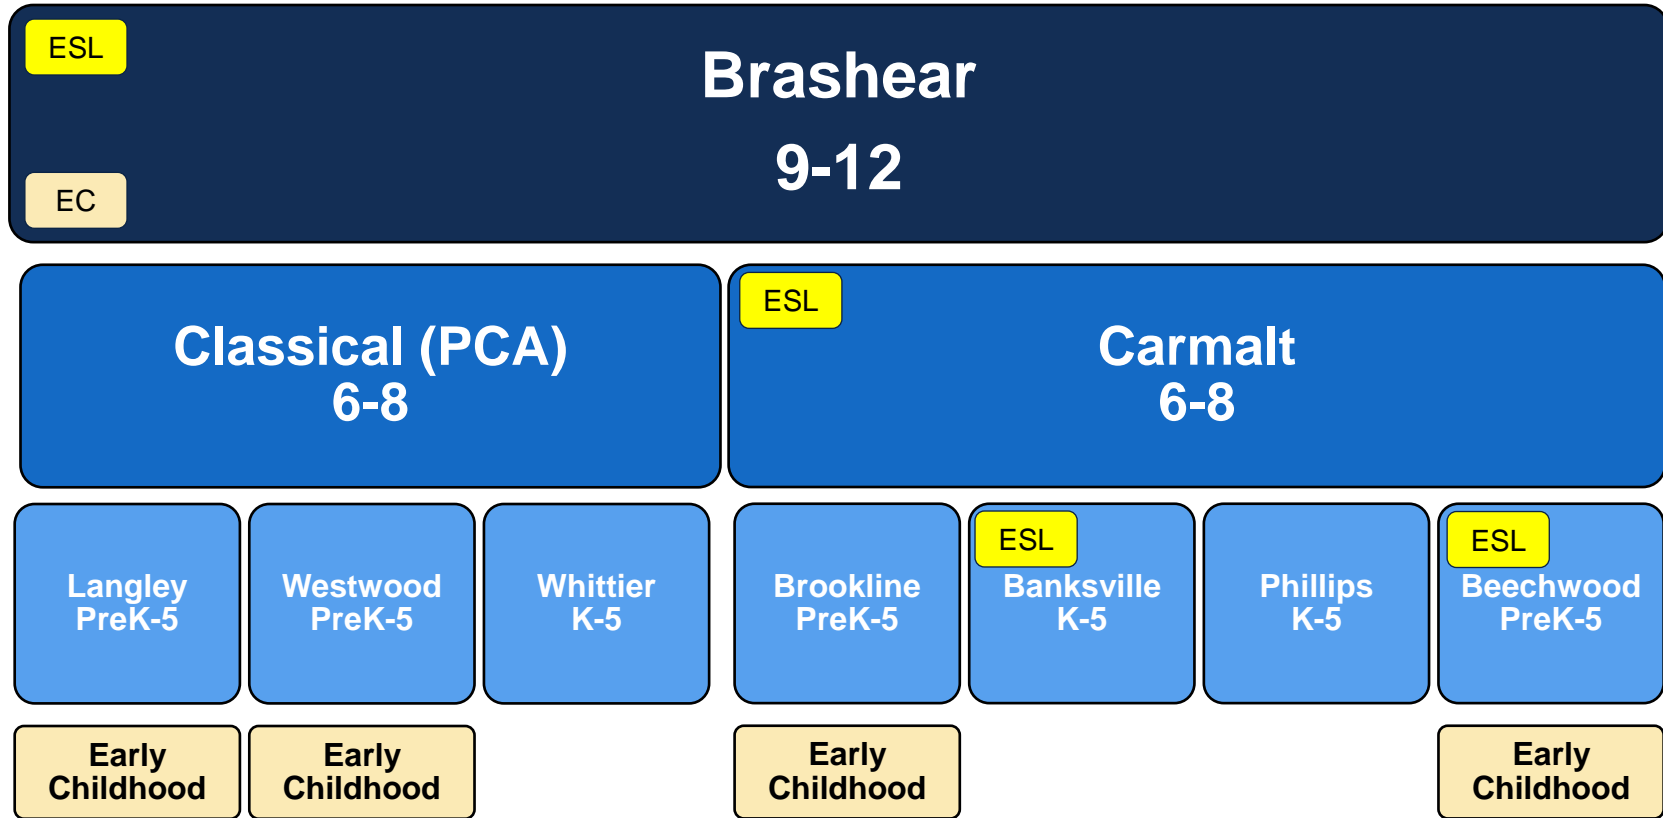 ESL
Brashear
9-12
EC
Classical (PCA)
6-8
ESL
Carmalt
6-8
Langley
PreK-5
Westwood
PreK-5
Whittier
K-5
Brookline
PreK-5
ESL
Banksville
K-5
Phillips
K-5
ESL
Beechwood
PreK-5
Early
Childhood
Early
Childhood
Early
Childhood
Early
Childhood